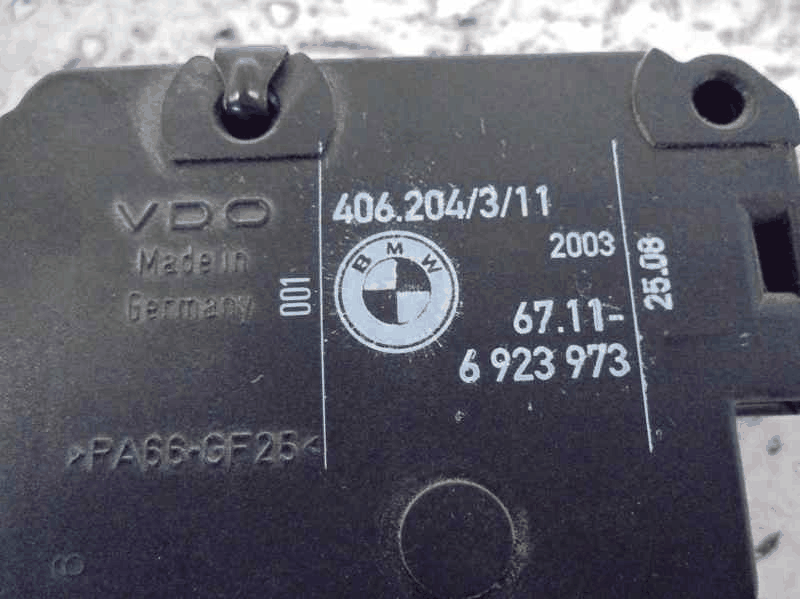 VDO
Made in
Germany
001
406.204/3/11
BMW
2003
67.11-
6 923 973
25.08
>PA66-GF25<